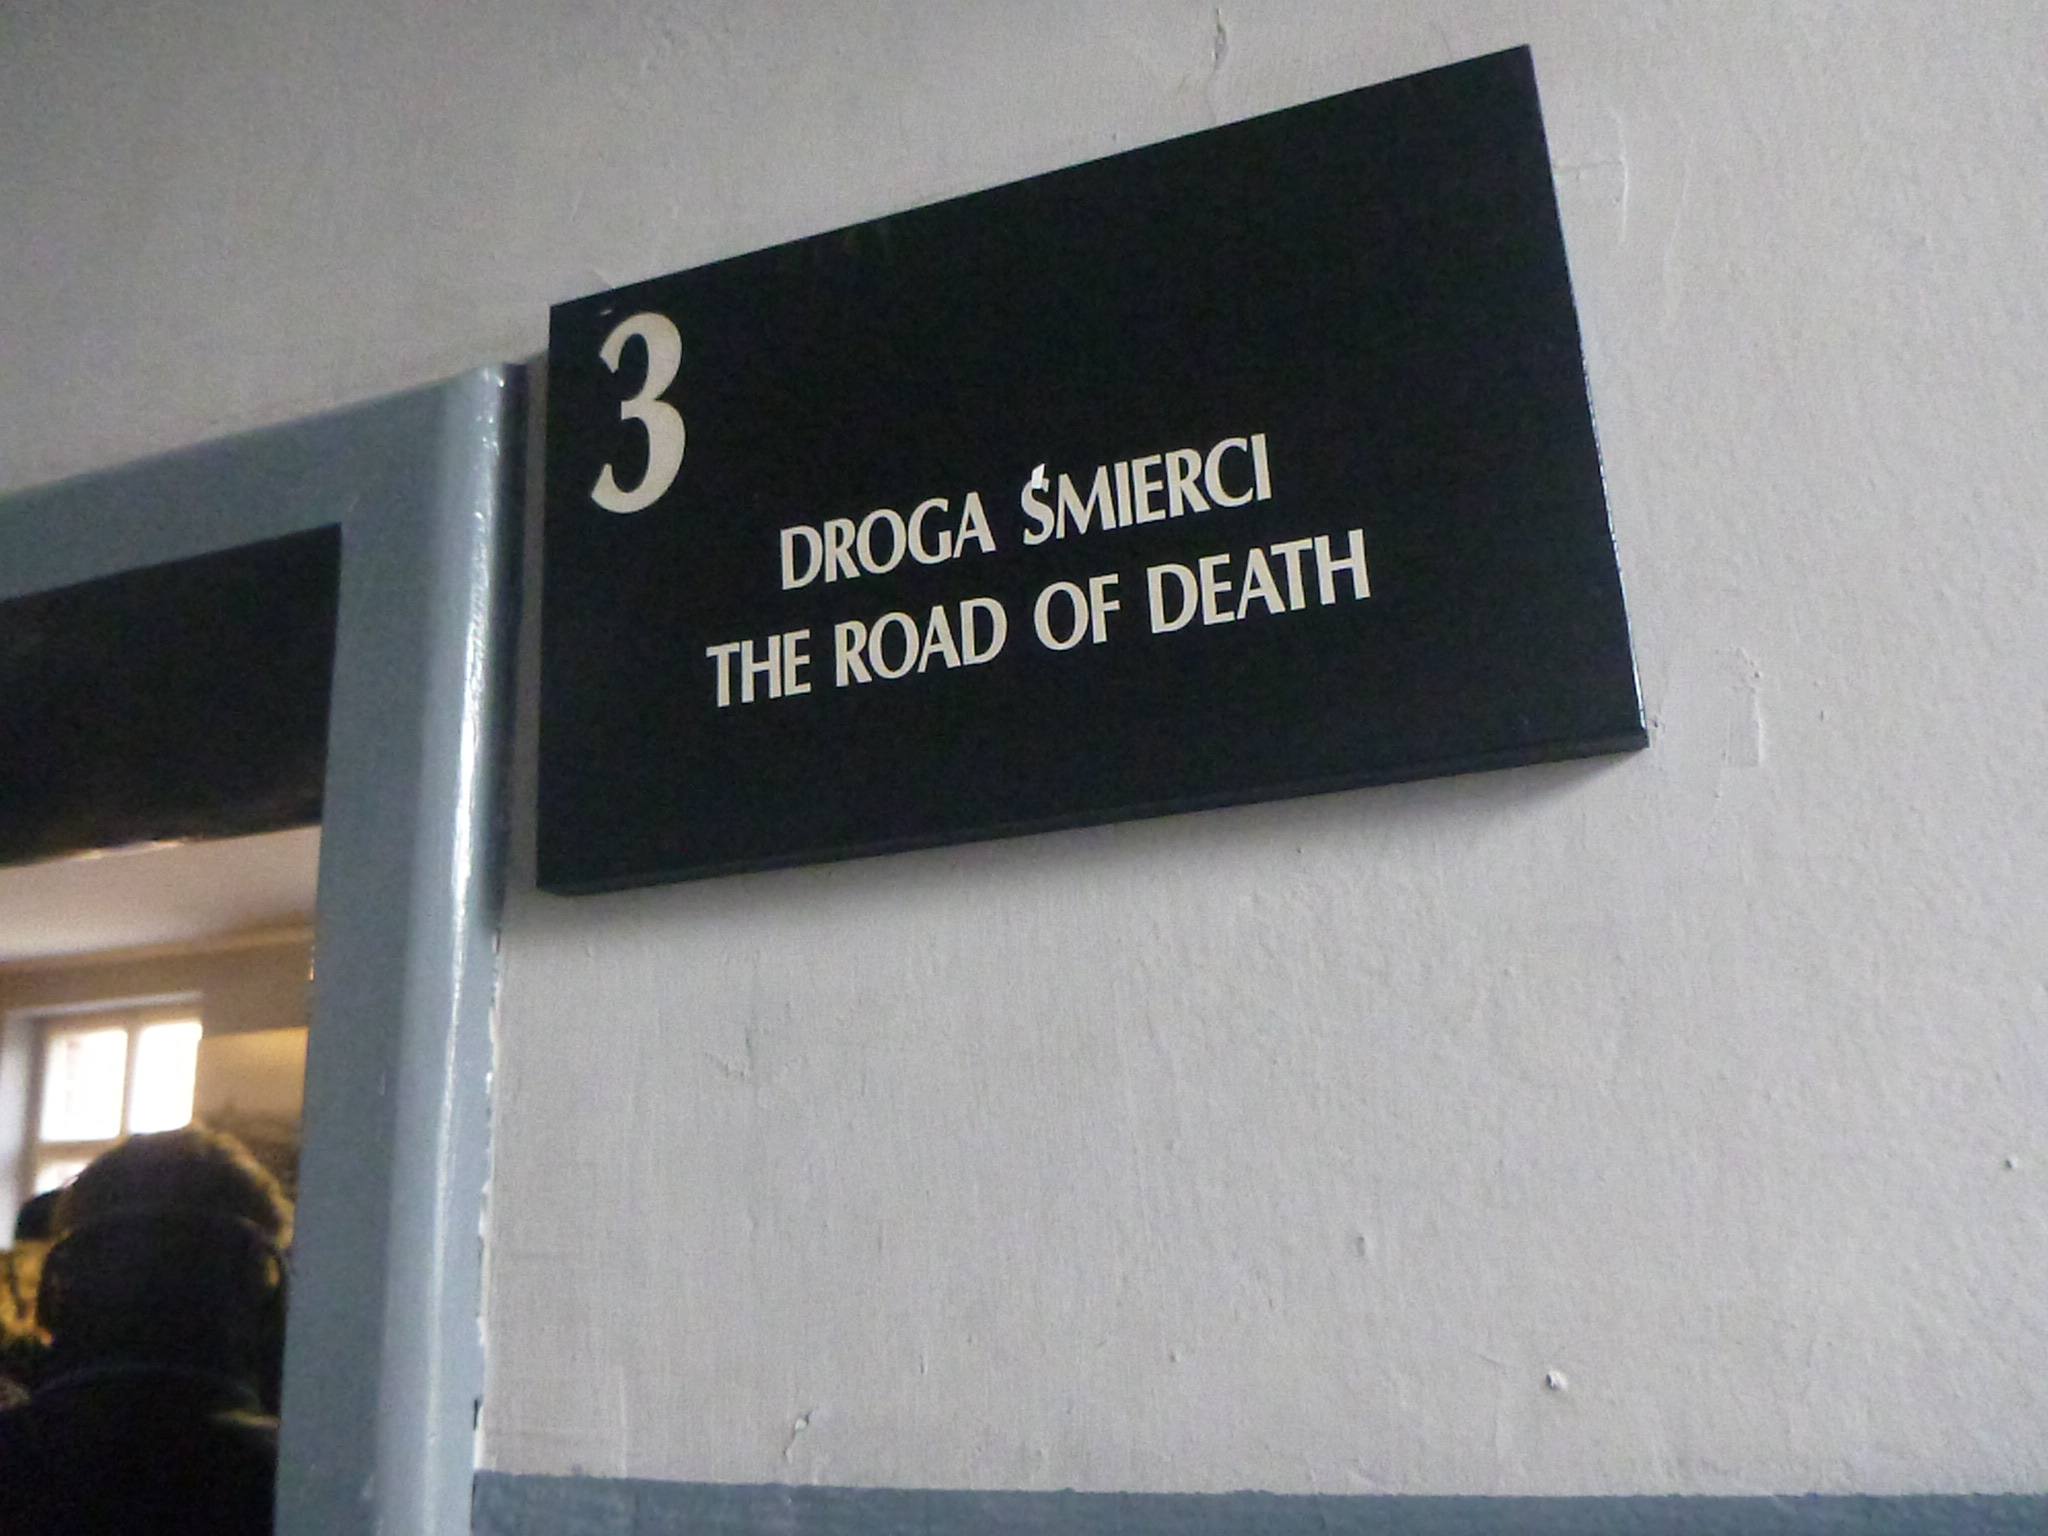 3
DROGA ŚMIERCI
THE ROAD OF DEATH